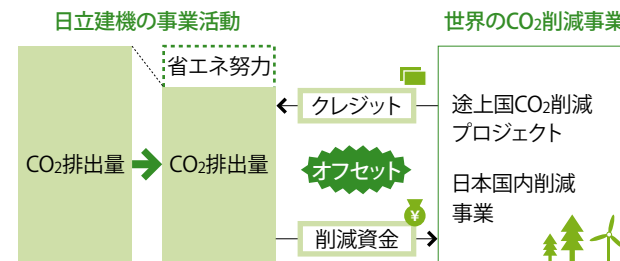 日立建機の事業活動
世界のCO₂削減事業
省エネ努力
クレジット
途上国CO₂削減
プロジェクト
CO₂排出量
CO₂排出量
オフセット
日本国内削減
事業
¥
削減資金